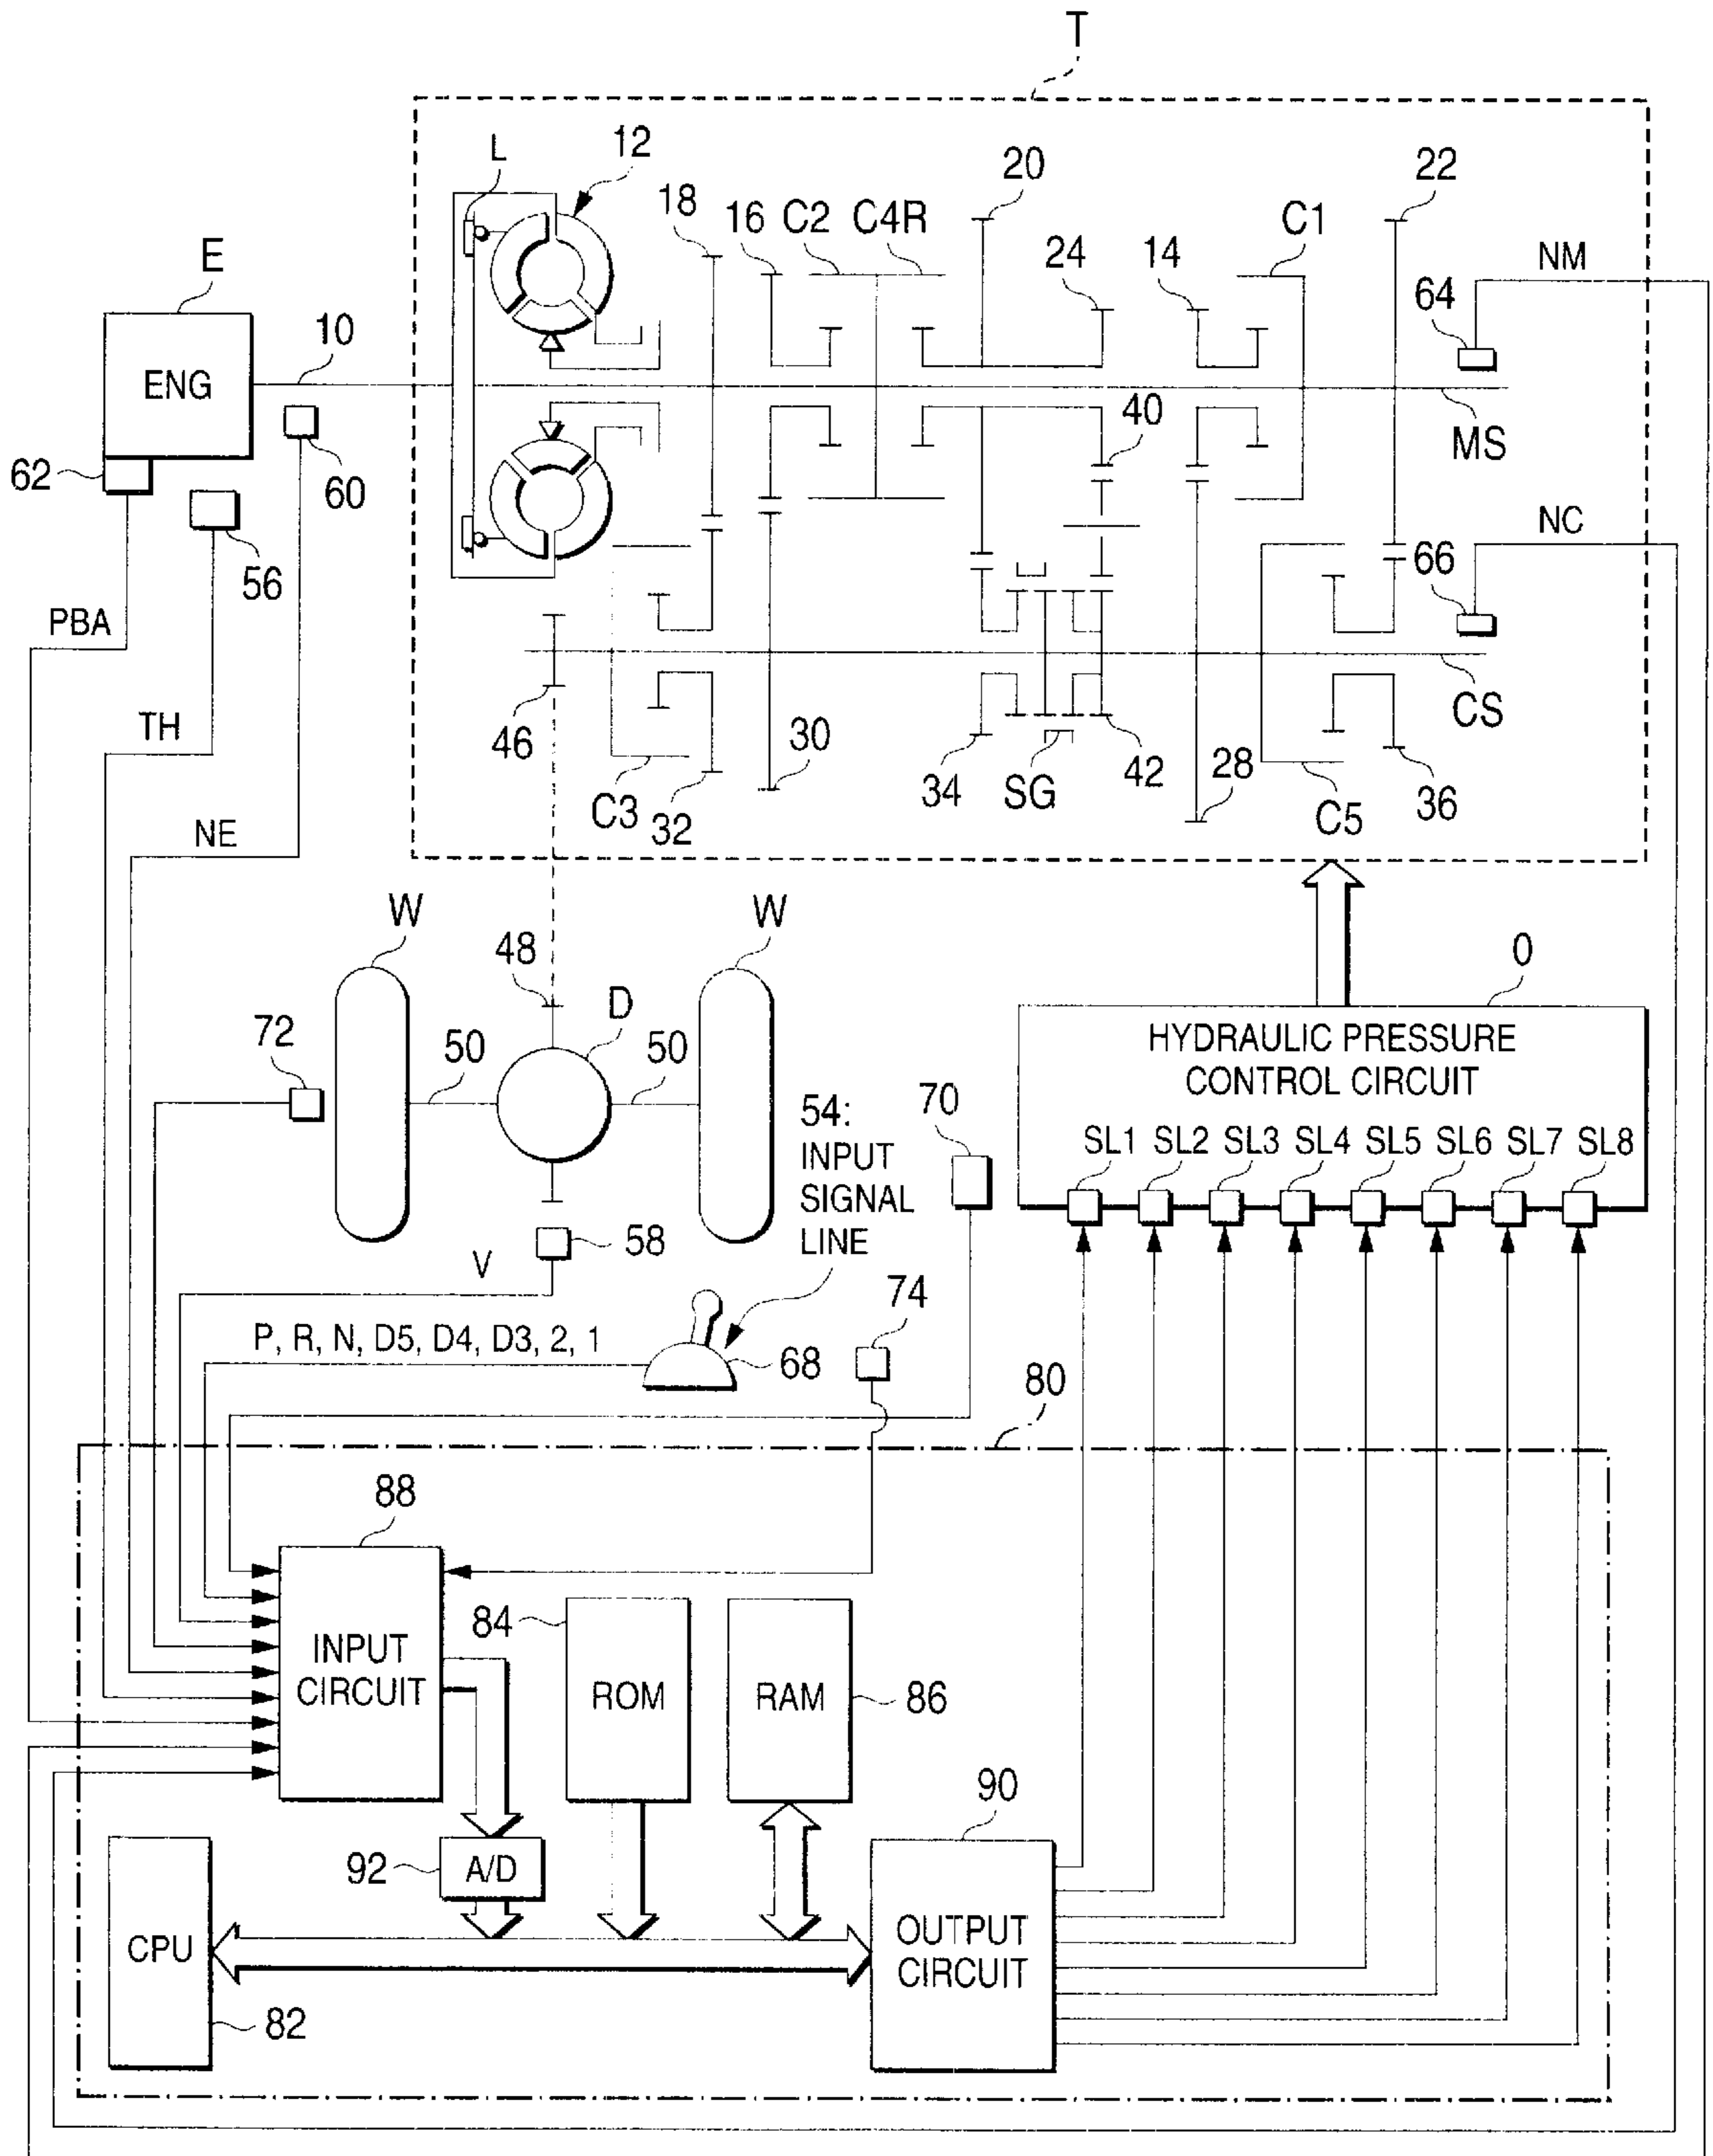 T
L
12
20
22
18
16
C2
C4R
24
14
C1
NM
64
E
10
ENG
40
MS
62
60
56
NC
66
PBA
46
TH
30
34
SG
42
28
CS
C5
36
C3
32
NE
W
W
48
D
0
72
50
50
54:
INPUT
SIGNAL
LINE
70
HYDRAULIC PRESSURE
CONTROL CIRCUIT
SL1
SL2
SL3
SL4
SL5
SL6
SL7
SL8
58
V
74
P, R, N, D5, D4, D3, 2, 1
68
80
88
84
INPUT
CIRCUIT
ROM
RAM
86
90
92
A/D
CPU
OUTPUT
CIRCUIT
82